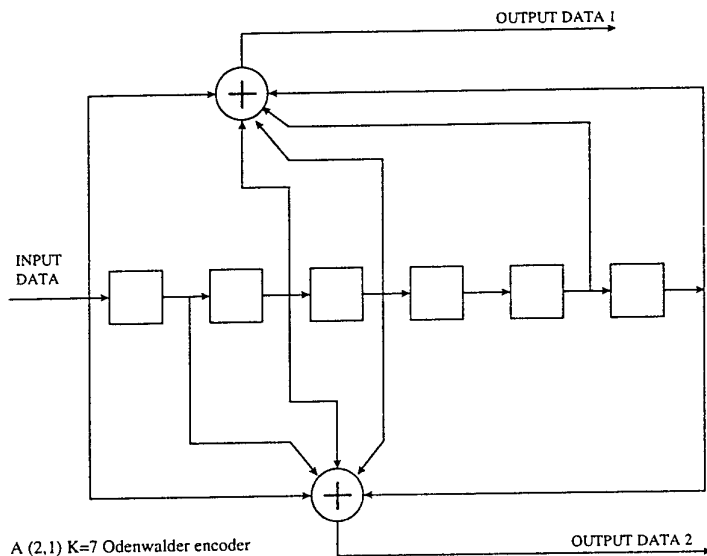 OUTPUT DATA 1
INPUT
DATA
OUTPUT DATA 2
A (2,1) K=7 Odenwalder encoder